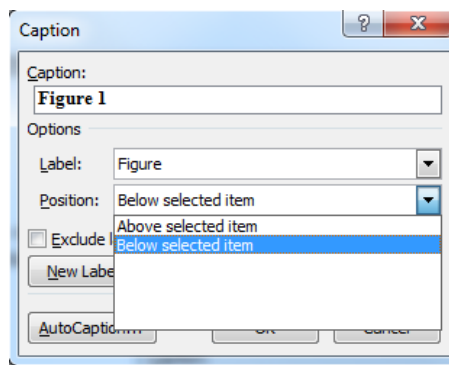 Caption
Caption:
Figure 1
Options
Label: Figure
Position: Below selected item
Above selected item
Exclude
Below selected item
New
AutoCaption